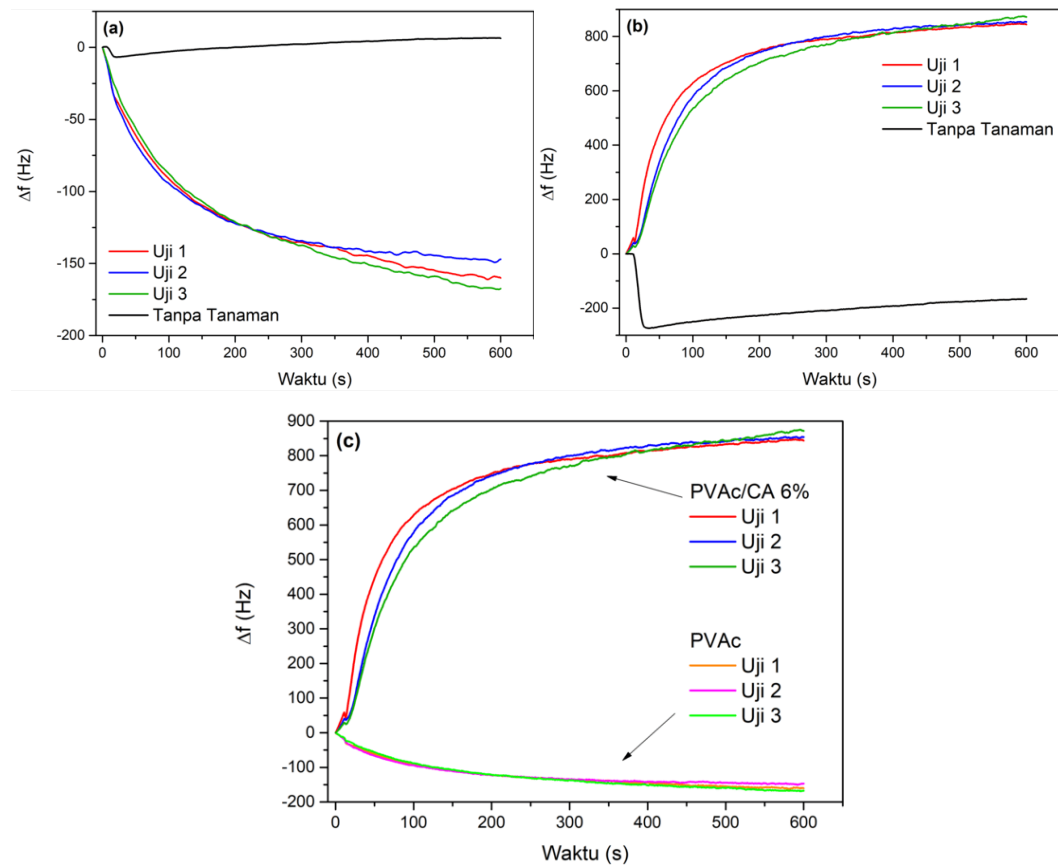 (a)
0
-50
-100
-150
-200
Δf (Hz)
Uji 1
Uji 2
Uji 3
Tanpa Tanaman
0 100 200 300 400 500 600
Waktu (s)
(b)
800
600
400
200
0
-200
Δf (Hz)
Uji 1
Uji 2
Uji 3
Tanpa Tanaman
0 100 200 300 400 500 600
Waktu (s)
(c)
900
800
700
600
500
400
300
200
100
0
-100
-200
Δf (Hz)
PVAc/CA 6%
Uji 1
Uji 2
Uji 3
PVAc
Uji 1
Uji 2
Uji 3
0 100 200 300 400 500 600
Waktu (s)